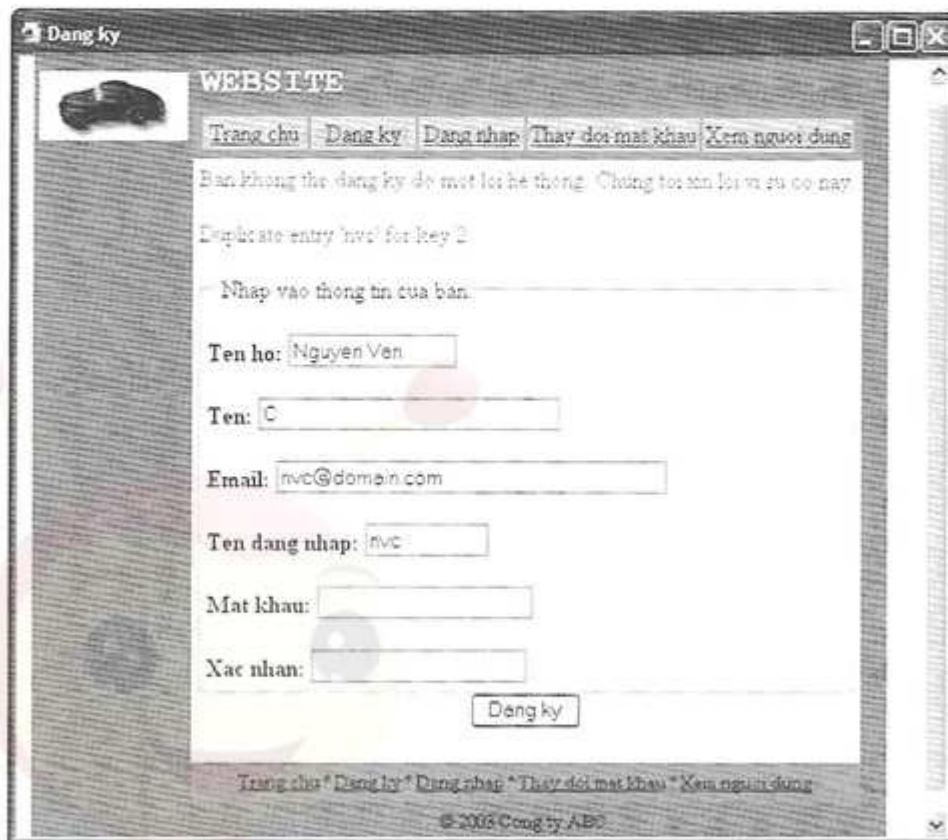 Dang ky
WEBSITE
Trang chu Dang ky Dang nhap Thay doi mat khau Xem nguoi dung
Ban khong the dang ky do mot loi he thong. Chung toi xin loi vi su co nay
Duplicate entry 'nvc' for key 2
Nhap vao thong tin cua ban
Ten ho: Nguyen Van
Ten: C
Email: nvc@domain.com
Ten dang nhap: nvc
Mat khau:
Xac nhan:
Dang ky
Trang chu * Dang ky * Dang nhap * Thay doi mat khau * Xem nguoi dung
© 2003 Cong ty ABC